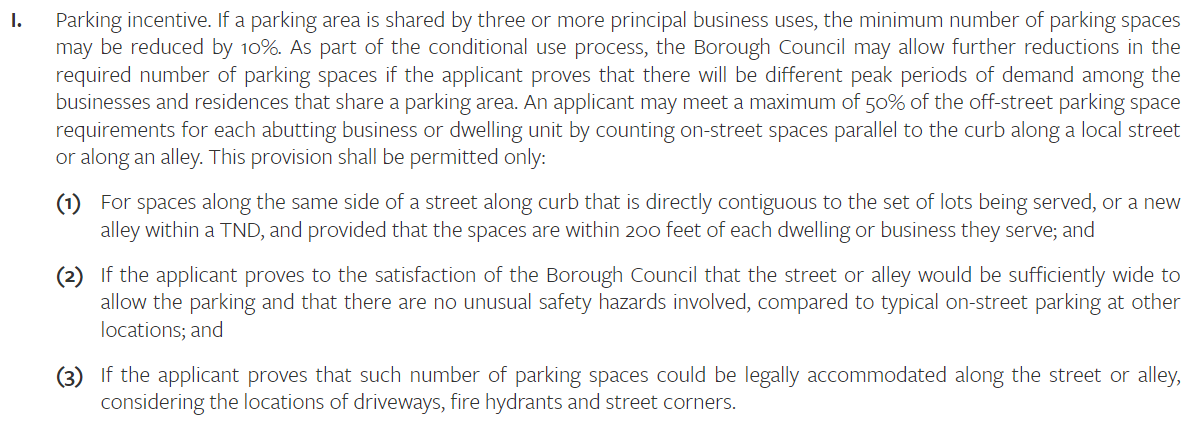 I. Parking incentive. If a parking area is shared by three or more principal business uses, the minimum number of parking spaces
may be reduced by 10%. As part of the conditional use process, the Borough Council may allow further reductions in the
required number of parking spaces if the applicant proves that there will be different peak periods of demand among the
businesses and residences that share a parking area. An applicant may meet a maximum of 50% of the off-street parking space
requirements for each abutting business or dwelling unit by counting on-street spaces parallel to the curb along a local street
or along an alley. This provision shall be permitted only:
(1) For spaces along the same side of a street along curb that is directly contiguous to the set of lots being served, or a new
alley within a TND, and provided that the spaces are within 200 feet of each dwelling or business they serve; and
(2) If the applicant proves to the satisfaction of the Borough Council that the street or alley would be sufficiently wide to
allow the parking and that there are no unusual safety hazards involved, compared to typical on-street parking at other
locations; and
(3) If the applicant proves that such number of parking spaces could be legally accommodated along the street or alley,
considering the locations of driveways, fire hydrants and street corners.